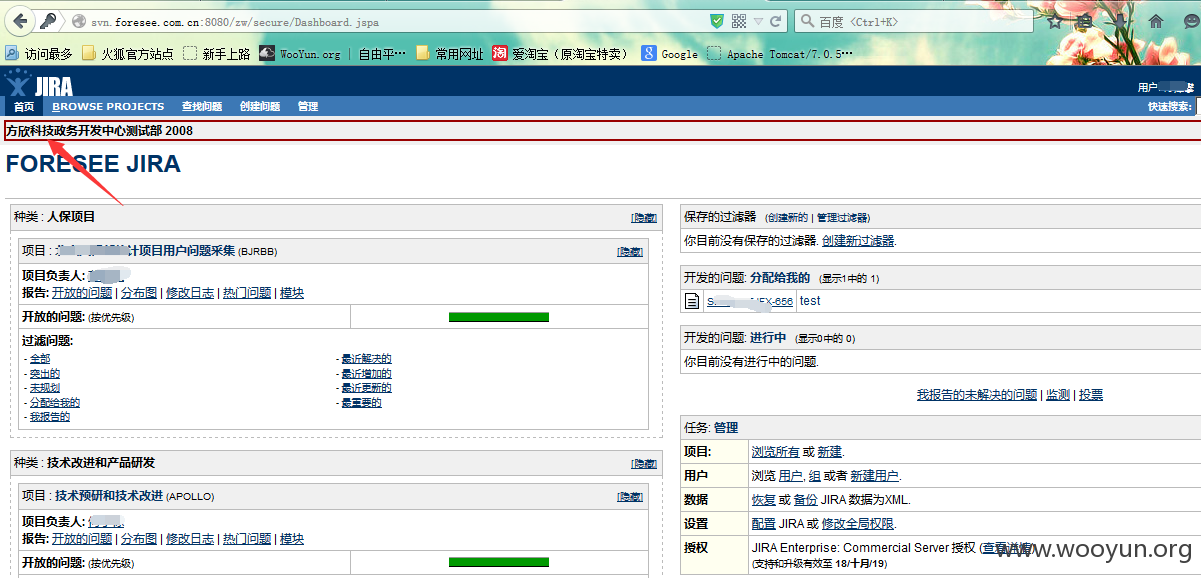 svn.foresee.com.cn:8080/zw/secure/Dashboard.jspa
百度 <Ctrl+K>
访问最多 火狐官方站点 新手上路 WooYun.org 自由平… 常用网址 爱淘宝（原淘宝特卖） Google Apache Tomcat/7.0.5…
JIRA
用户
首页 BROWSE PROJECTS 查找问题 创建问题 管理
快速搜索:
方欣科技政务开发中心测试部 2008
FORESEE JIRA
种类 : 人保项目 [隐藏]
项目 : 计项目用户问题采集 (BJRBB) [隐藏]
项目负责人:
报告: 开放的问题 | 分布图 | 修改日志 | 热门问题 | 模块
开放的问题: (按优先级)
过滤问题:
- 全部
- 突出的
- 未规划
- 分配给我的
- 我报告的
- 最近解决的
- 最近增加的
- 最近更新的
- 最重要的
种类 : 技术改进和产品研发 [隐藏]
项目 : 技术预研和技术改进 (APOLLO) [隐藏]
项目负责人:
报告: 开放的问题 | 分布图 | 修改日志 | 热门问题 | 模块
开放的问题: (按优先级)
保存的过滤器 (创建新的 | 管理过滤器)
你目前没有保存的过滤器. 创建新过滤器.
开发的问题: 分配给我的 (显示1中的 1)
FX-656 test
开发的问题: 进行中 (显示0中的 0)
你目前没有进行中的问题.
我报告的未解决的问题 | 监测 | 投票
任务: 管理
项目: 浏览所有 或 新建.
用户 浏览 用户, 组 或者 新建用户.
数据 恢复 或 备份 JIRA 数据为XML.
设置 配置 JIRA 或 修改全局权限.
授权 JIRA Enterprise: Commercial Server 授权 (查看详情)
(支持和升级有效至 18/十月/19)
www.wooyun.org